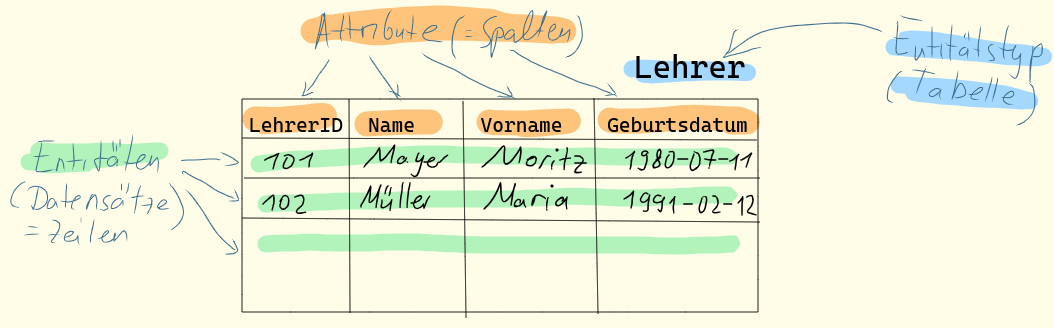 Attribute (= Spalten)
Lehrer
Entitätstyp
(Tabelle)
LehrerID Name Vorname Geburtsdatum
Entitäten
(Datensätze)
= Zeilen
101 Mayer Moritz 1980-07-11
102 Müller Maria 1991-02-12